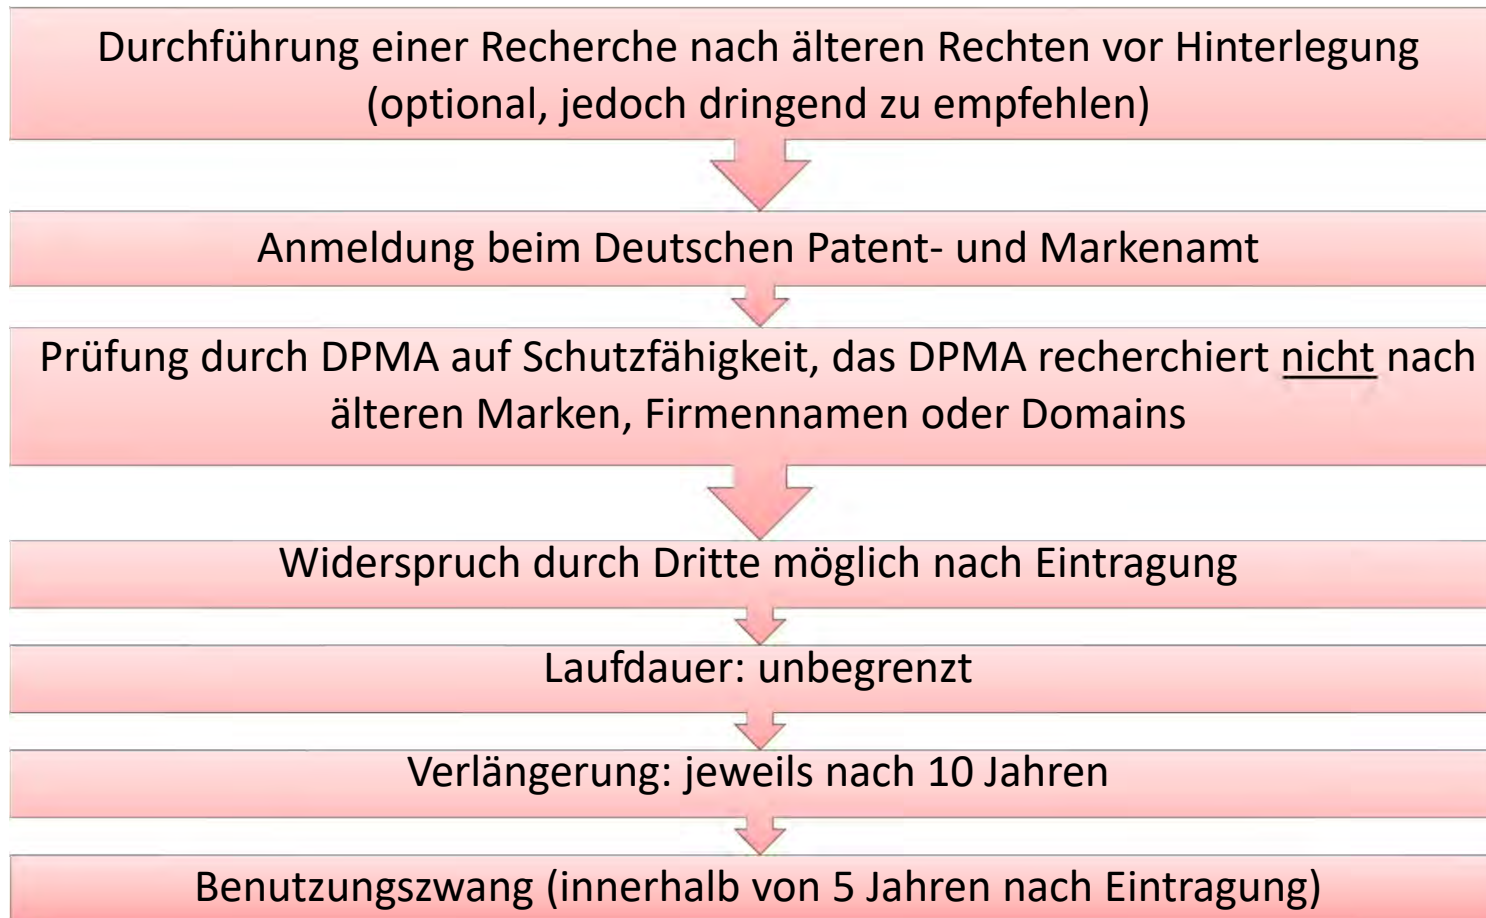 Durchführung einer Recherche nach älteren Rechten vor Hinterlegung
(optional, jedoch dringend zu empfehlen)
Anmeldung beim Deutschen Patent- und Markenamt
Prüfung durch DPMA auf Schutzfähigkeit, das DPMA recherchiert nicht nach
älteren Marken, Firmennamen oder Domains
Widerspruch durch Dritte möglich nach Eintragung
Laufdauer: unbegrenzt
Verlängerung: jeweils nach 10 Jahren
Benutzungszwang (innerhalb von 5 Jahren nach Eintragung)